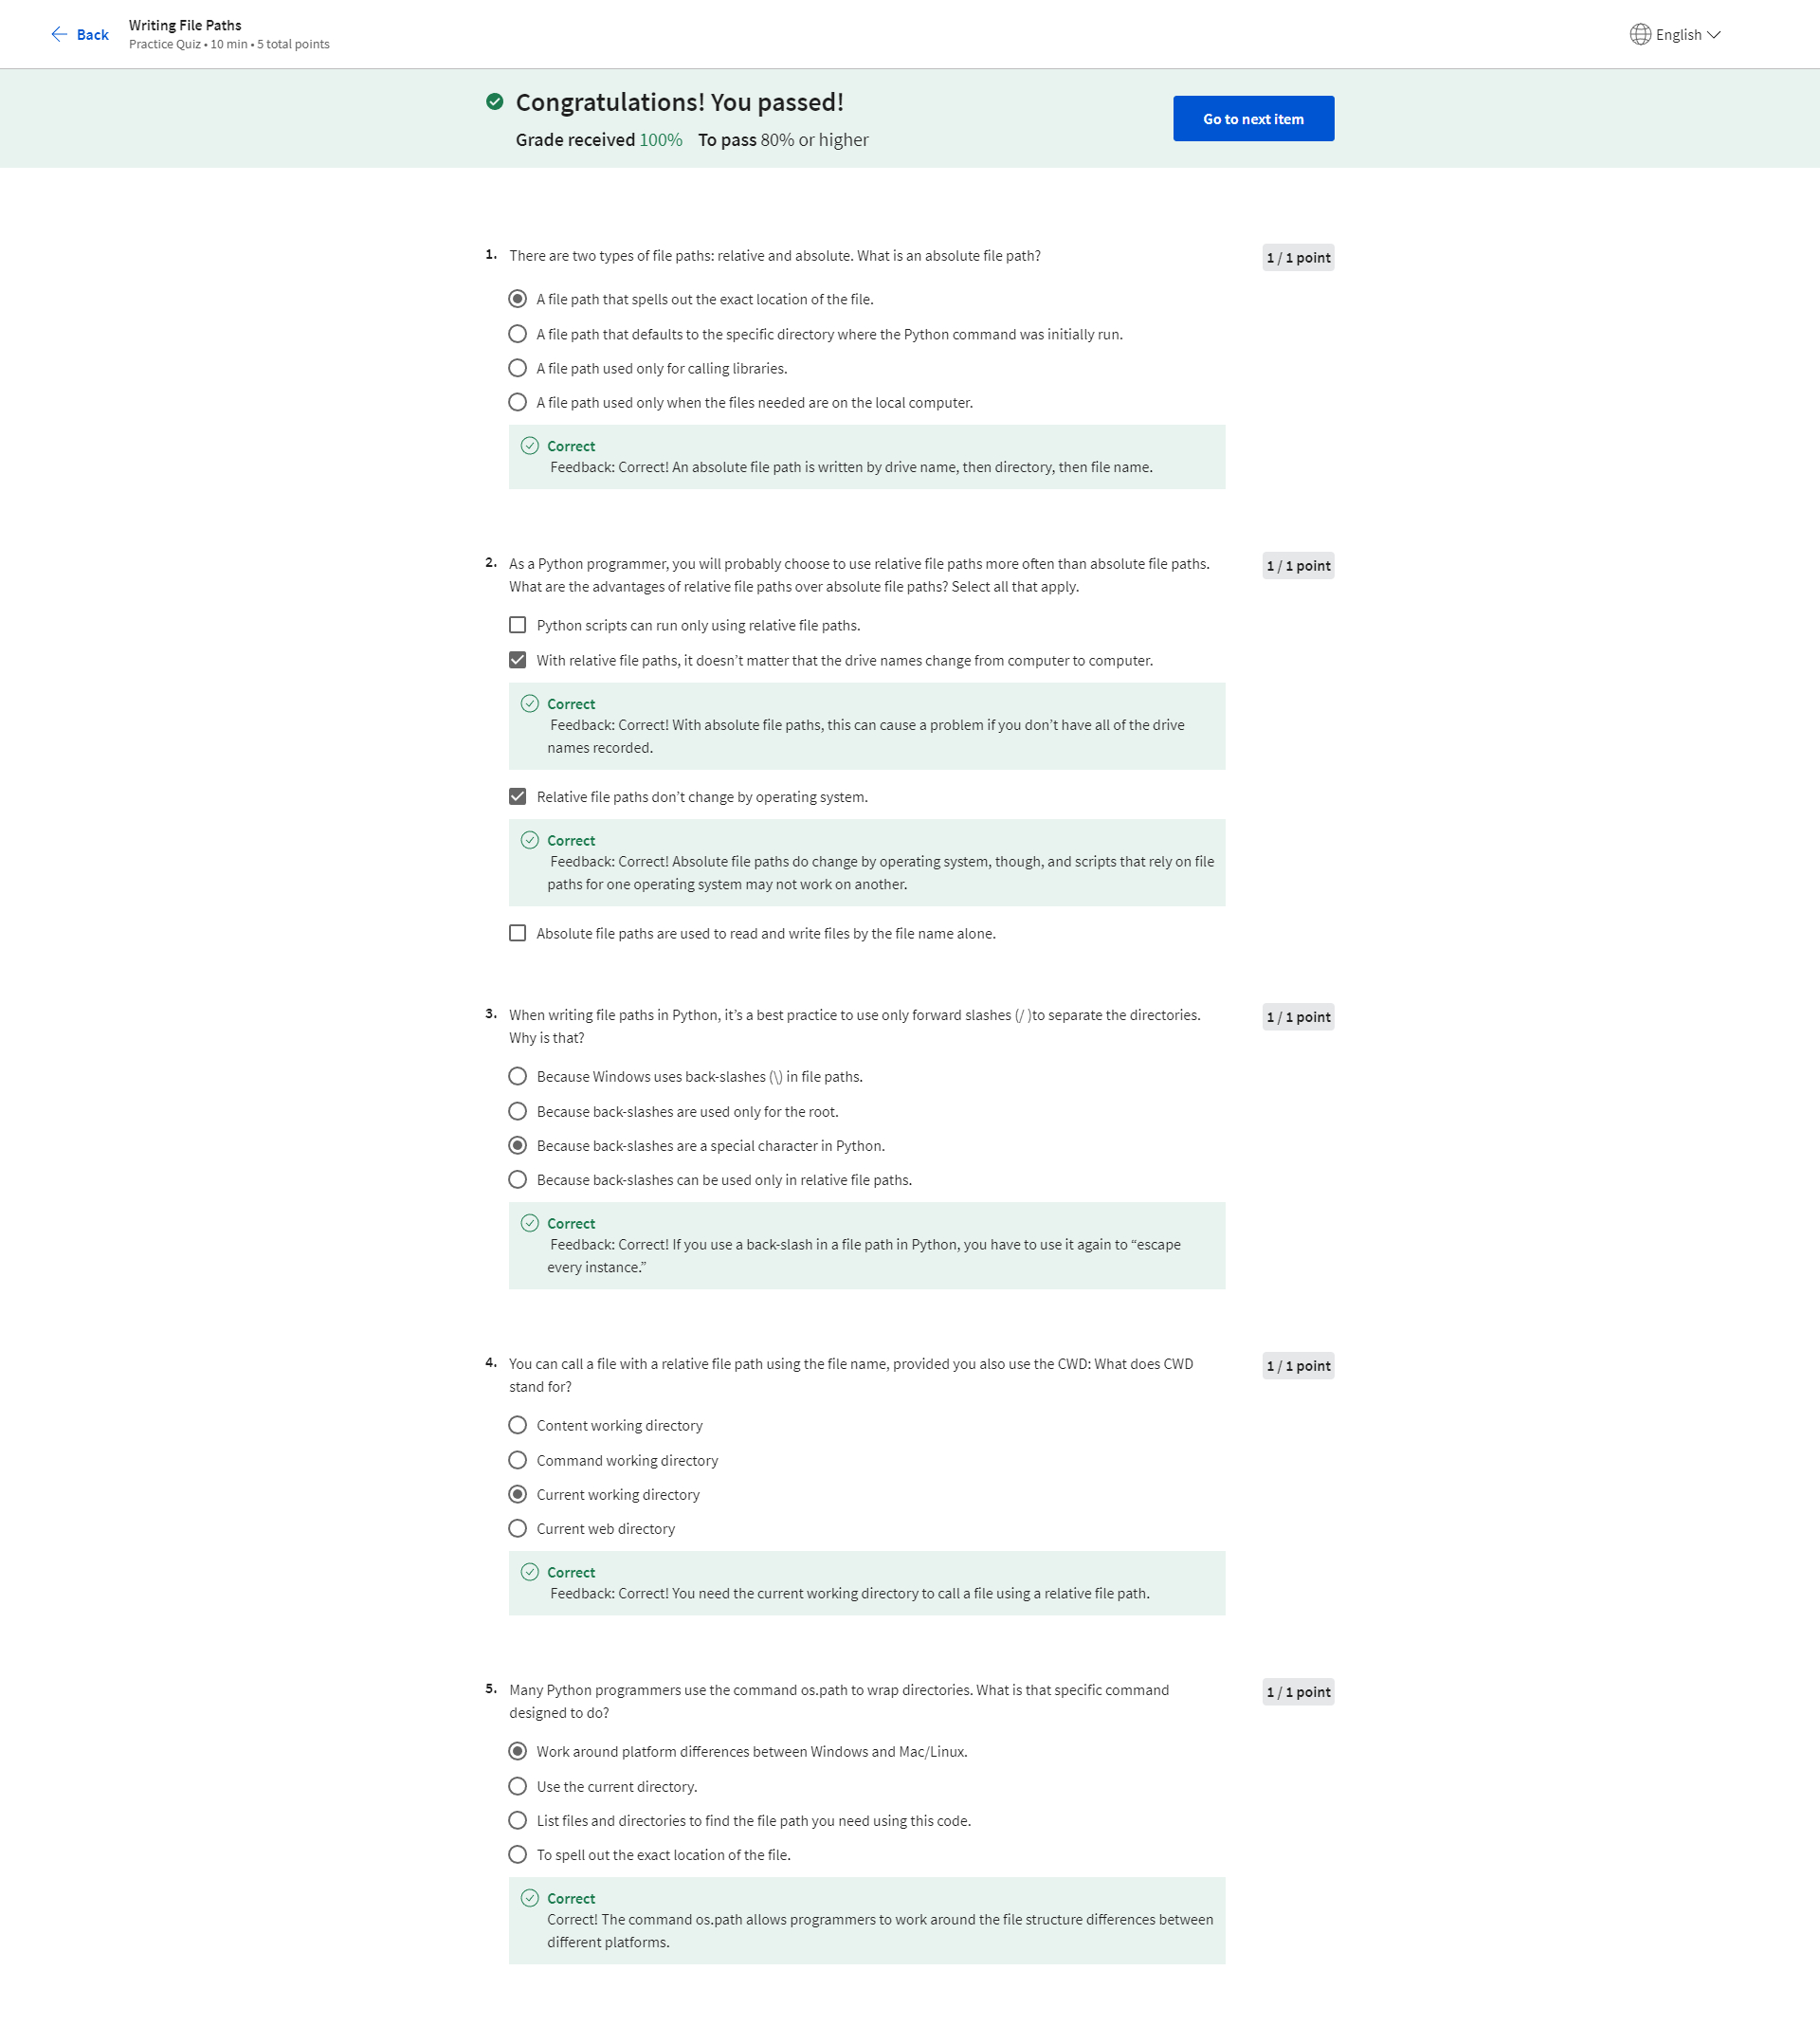 Back
Writing File Paths
Practice Quiz • 10 min • 5 total points
English
Congratulations! You passed!
Grade received 100% To pass 80% or higher
Go to next item
1. There are two types of file paths: relative and absolute. What is an absolute file path?
1 / 1 point
A file path that spells out the exact location of the file.
A file path that defaults to the specific directory where the Python command was initially run.
A file path used only for calling libraries.
A file path used only when the files needed are on the local computer.
Correct
Feedback: Correct! An absolute file path is written by drive name, then directory, then file name.
2. As a Python programmer, you will probably choose to use relative file paths more often than absolute file paths.
What are the advantages of relative file paths over absolute file paths? Select all that apply.
1 / 1 point
Python scripts can run only using relative file paths.
With relative file paths, it doesn’t matter that the drive names change from computer to computer.
Correct
Feedback: Correct! With absolute file paths, this can cause a problem if you don’t have all of the drive
names recorded.
Relative file paths don’t change by operating system.
Correct
Feedback: Correct! Absolute file paths do change by operating system, though, and scripts that rely on file
paths for one operating system may not work on another.
Absolute file paths are used to read and write files by the file name alone.
3. When writing file paths in Python, it’s a best practice to use only forward slashes (/ )to separate the directories.
Why is that?
1 / 1 point
Because Windows uses back-slashes (\) in file paths.
Because back-slashes are used only for the root.
Because back-slashes are a special character in Python.
Because back-slashes can be used only in relative file paths.
Correct
Feedback: Correct! If you use a back-slash in a file path in Python, you have to use it again to “escape
every instance.”
4. You can call a file with a relative file path using the file name, provided you also use the CWD: What does CWD
stand for?
1 / 1 point
Content working directory
Command working directory
Current working directory
Current web directory
Correct
Feedback: Correct! You need the current working directory to call a file using a relative file path.
5. Many Python programmers use the command os.path to wrap directories. What is that specific command
designed to do?
1 / 1 point
Work around platform differences between Windows and Mac/Linux.
Use the current directory.
List files and directories to find the file path you need using this code.
To spell out the exact location of the file.
Correct
Correct! The command os.path allows programmers to work around the file structure differences between
different platforms.